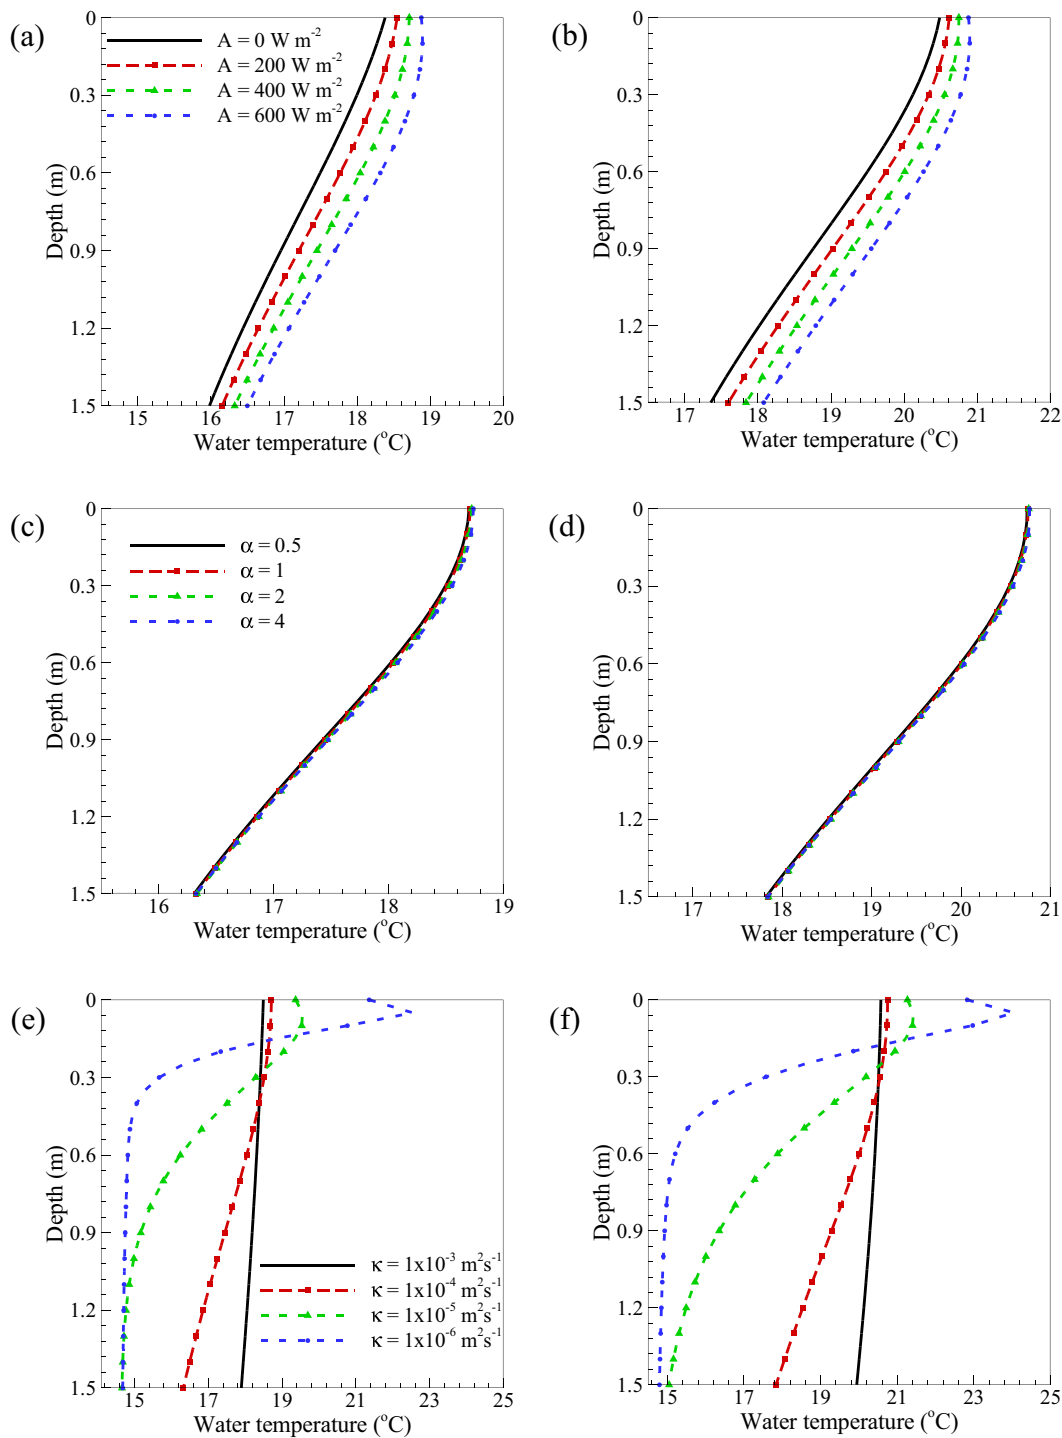 (a)
A = 0 W m⁻²
A = 200 W m⁻²
A = 400 W m⁻²
A = 600 W m⁻²
0
0.3
0.6
0.9
1.2
1.5
Depth (m)
15 16 17 18 19 20
Water temperature (°C)
(b)
0
0.3
0.6
0.9
1.2
1.5
Depth (m)
17 18 19 20 21 22
Water temperature (°C)
(c)
α = 0.5
α = 1
α = 2
α = 4
0
0.3
0.6
0.9
1.2
1.5
Depth (m)
16 17 18 19
Water temperature (°C)
(d)
0
0.3
0.6
0.9
1.2
1.5
Depth (m)
17 18 19 20 21
Water temperature (°C)
(e)
0
0.3
0.6
0.9
1.2
1.5
Depth (m)
κ = 1x10⁻³ m²s⁻¹
κ = 1x10⁻⁴ m²s⁻¹
κ = 1x10⁻⁵ m²s⁻¹
κ = 1x10⁻⁶ m²s⁻¹
15 17 19 21 23 25
Water temperature (°C)
(f)
0
0.3
0.6
0.9
1.2
1.5
Depth (m)
15 17 19 21 23 25
Water temperature (°C)